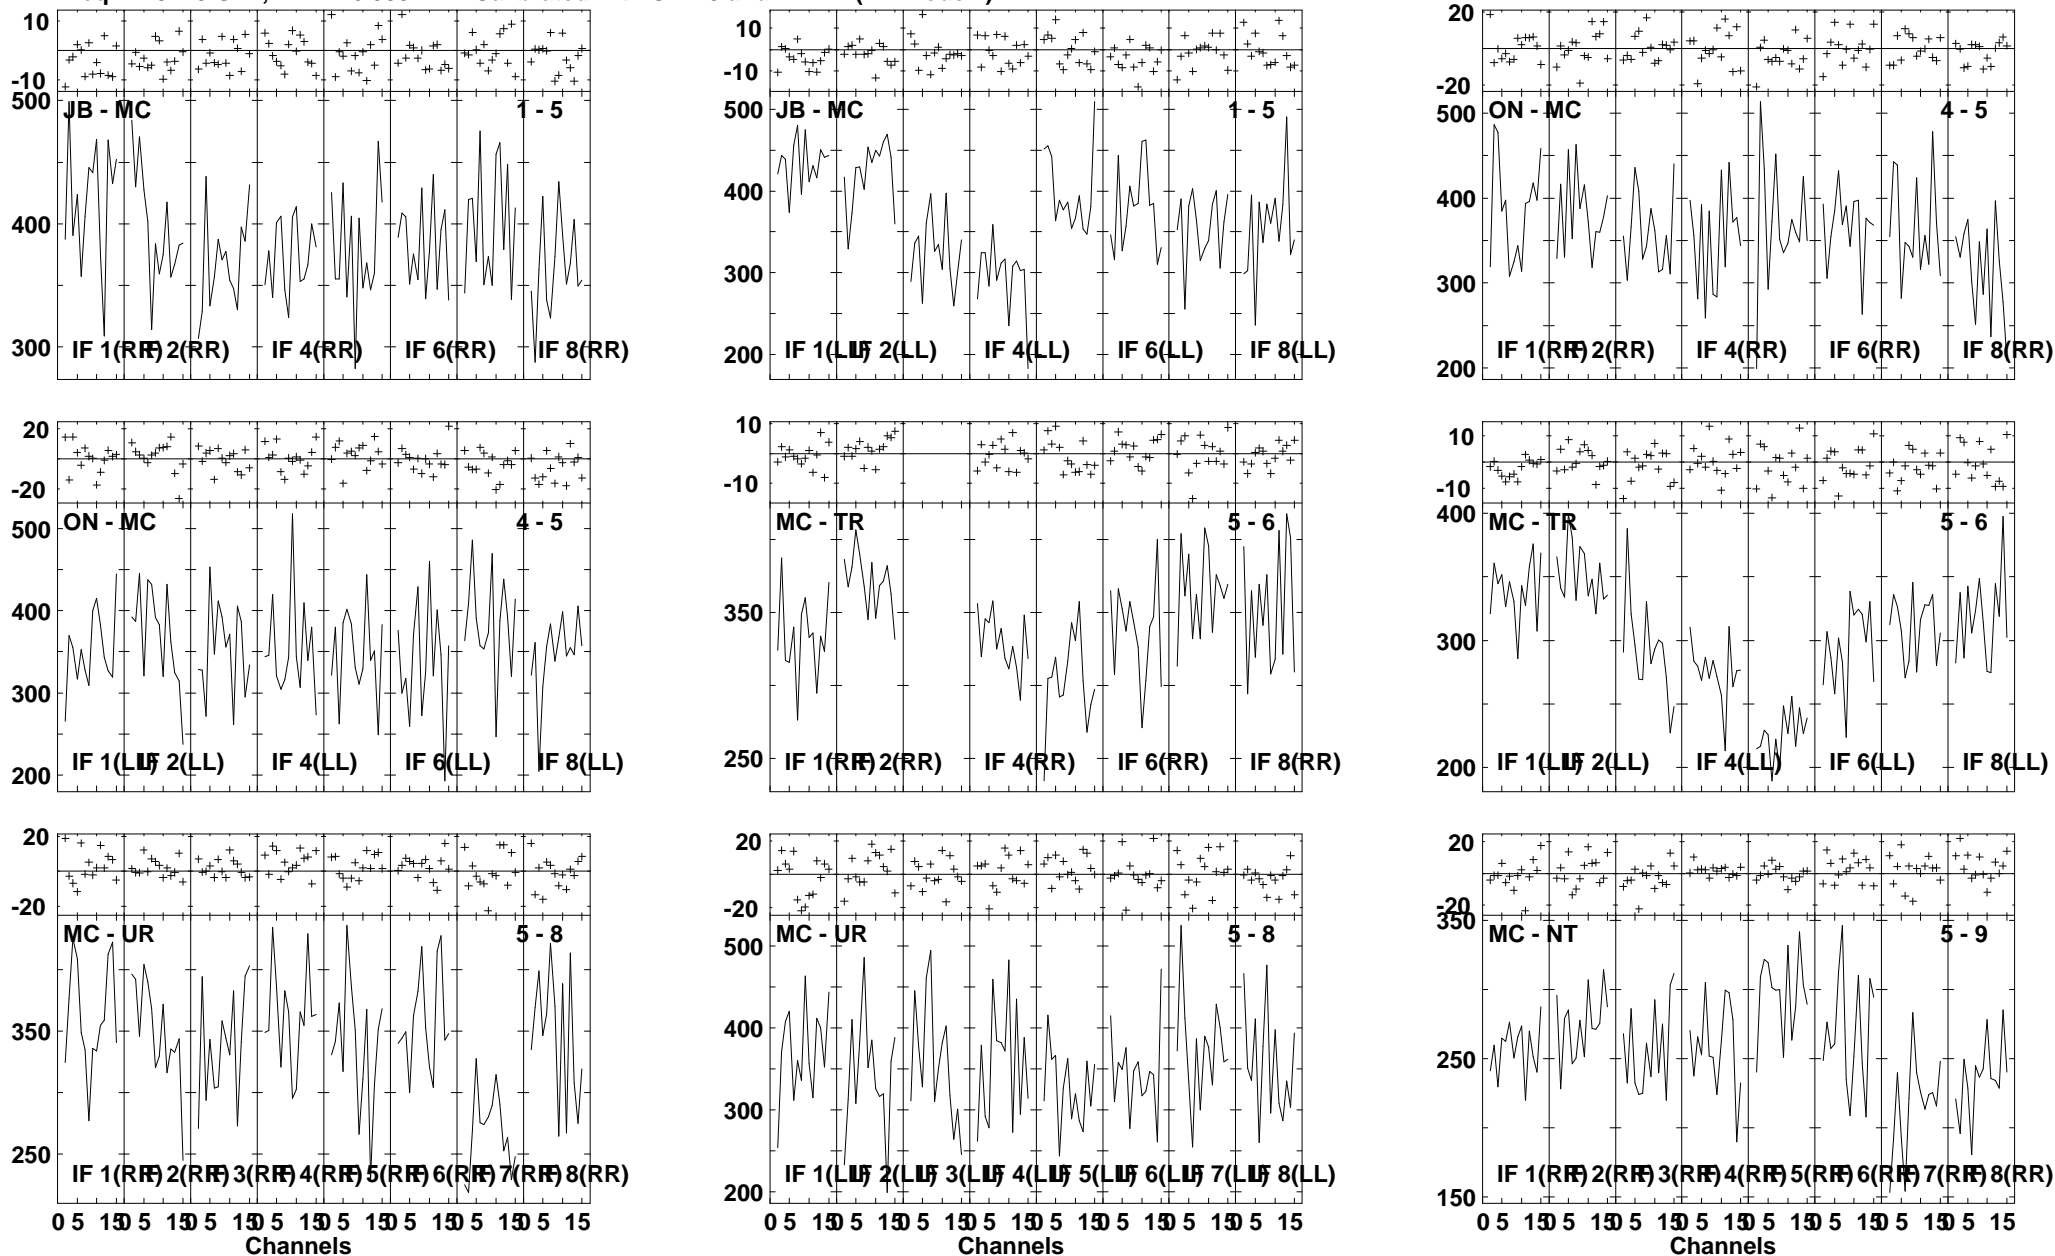 10 10 20
-10 -10 -20
500 JB - MC 1 - 5
400
300
IF 1(RR) IF 2(RR) IF 4(RR) IF 6(RR) IF 8(RR)
500 JB - MC 1 - 5
400
300
200
IF 1(LL) IF 2(LL) IF 4(LL) IF 6(LL) IF 8(LL)
500 ON - MC 4 - 5
400
300
200
IF 1(RR) IF 2(RR) IF 4(RR) IF 6(RR) IF 8(RR)
20 10 10
-20 -10 -10
500 ON - MC 4 - 5
400
300
200
IF 1(LL) IF 2(LL) IF 4(LL) IF 6(LL) IF 8(LL)
MC - TR 5 - 6
350
250
IF 1(RR) IF 2(RR) IF 4(RR) IF 6(RR) IF 8(RR)
400 MC - TR 5 - 6
300
200
IF 1(LL) IF 2(LL) IF 4(LL) IF 6(LL) IF 8(LL)
20 20 20
-20 -20 -20
MC - UR 5 - 8
350
250
IF 1(RR) IF 2(RR) IF 3(RR) IF 4(RR) IF 5(RR) IF 6(RR) IF 7(RR) IF 8(RR)
0 5 15 0 5 15 0 5 15 0 5 15 0 5 15 0 5 15 0 5 15 0 5 15
Channels
500 MC - UR 5 - 8
400
300
200
IF 1(LL) IF 2(LL) IF 3(LL) IF 4(LL) IF 5(LL) IF 6(LL) IF 7(LL) IF 8(LL)
0 5 15 0 5 15 0 5 15 0 5 15 0 5 15 0 5 15 0 5 15 0 5 15
Channels
350 MC - NT 5 - 9
250
150
IF 1(RR) IF 2(RR) IF 3(RR) IF 4(RR) IF 5(RR) IF 6(RR) IF 7(RR) IF 8(RR)
0 5 15 0 5 15 0 5 15 0 5 15 0 5 15 0 5 15 0 5 15 0 5 15
Channels